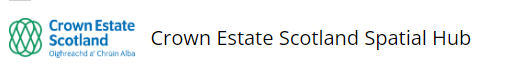 Crown Estate
Scotland
Oighreachd a' Chrùin Alba
Crown Estate Scotland Spatial Hub